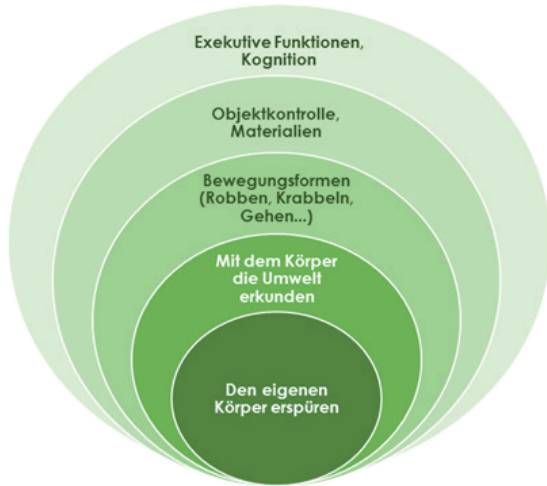 Exekutive Funktionen,
Kognition
Objektkontrolle,
Materialien
Bewegungsformen
(Robben, Krabbeln,
Gehen...)
Mit dem Körper
die Umwelt
erkunden
Den eigenen
Körper erspüren